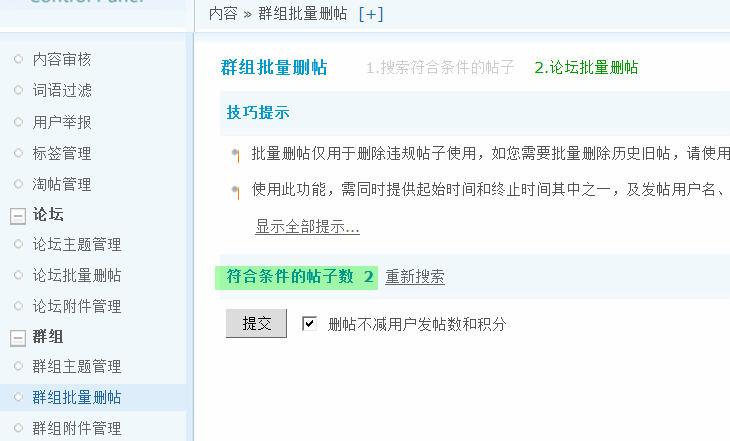 Control Panel
内容 » 群组批量删帖 [+]
内容审核
词语过滤
用户举报
标签管理
淘帖管理
论坛
论坛主题管理
论坛批量删帖
论坛附件管理
群组
群组主题管理
群组批量删帖
群组附件管理
群组批量删帖 1.搜索符合条件的帖子 2.论坛批量删帖
技巧提示
批量删帖仅用于删除违规帖子使用，如您需要批量删除历史旧帖，请使用
使用此功能，需同时提供起始时间和终止时间其中之一，及发帖用户名、
显示全部提示...
符合条件的帖子数 2 重新搜索
提交 删帖不减用户发帖数和积分